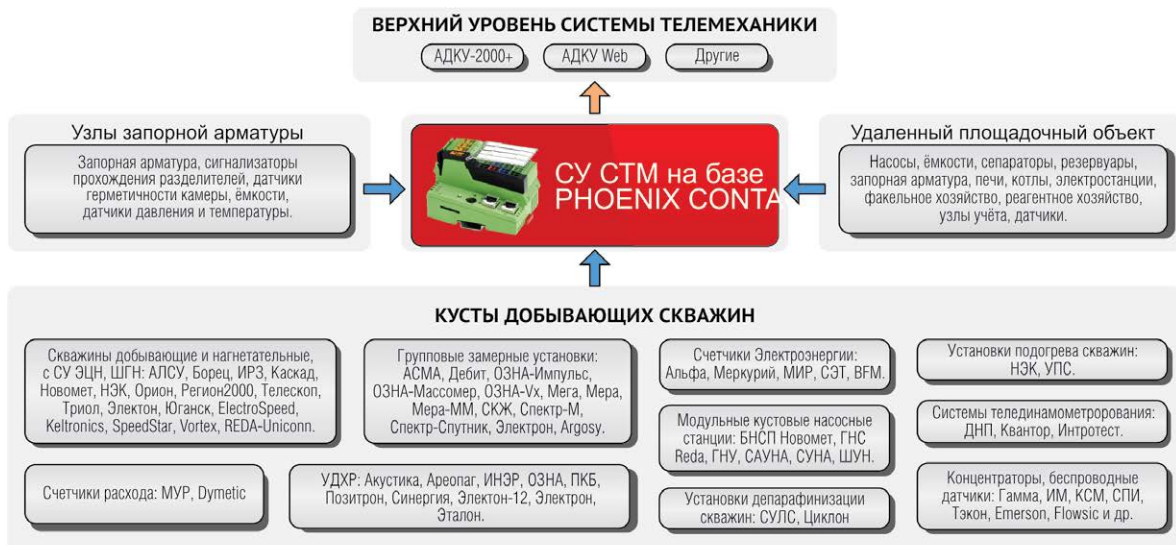 ВЕРХНИЙ УРОВЕНЬ СИСТЕМЫ ТЕЛЕМЕХАНИКИ
АДКУ-2000+
АДКУ Web
Другие
Узлы запорной арматуры
Запорная арматура, сигнализаторы
прохождения разделителей, датчики
герметичности камеры, ёмкости,
датчики давления и температуры.
СУ СТМ на базе
PHOENIX CONTA
Удаленный площадочный объект
Насосы, ёмкости, сепараторы, резервуары,
запорная арматура, печи, котлы, электростанции,
факельное хозяйство, реагентное хозяйство,
узлы учёта, датчики.
КУСТЫ ДОБЫВАЮЩИХ СКВАЖИН
Скважины добывающие и нагнетательные,
с СУ ЭЦН, ШГН: АЛСУ, Борец, ИРЗ, Каскад,
Новомет, НЭК, Орион, Регион2000, Телескоп,
Триол, Электон, Юганск, ElectroSpeed,
Keltronics, SpeedStar, Vortex, REDA-Uniconn.
Групповые замерные установки:
АСМА, Дебит, ОЗНА-Импульс,
ОЗНА-Массомер, ОЗНА-Vx, Мега, Мера,
Мера-ММ, СКЖ, Спектр-М,
Спектр-Спутник, Электрон, Argosy.
Счетчики Электроэнергии:
Альфа, Меркурий, МИР, СЭТ, BFM.
Установки подогрева скважин:
НЭК, УПС.
Модульные кустовые насосные
станции: БНСП Новомет, ГНС
Reda, ГНУ, САУНА, СУНА, ШУН.
Системы телединамометрорования:
ДНП, Квантор, Интротест.
Счетчики расхода: МУР, Dymetic
УДХР: Акустика, Ареопаг, ИНЭР, ОЗНА, ПКБ,
Позитрон, Синергия, Электон-12, Электрон,
Эталон.
Установки депарафинизации
скважин: СУЛС, Циклон
Концентраторы, беспроводные
датчики: Гамма, ИМ, КСМ, СПИ,
Тэкон, Emerson, Flowsic и др.